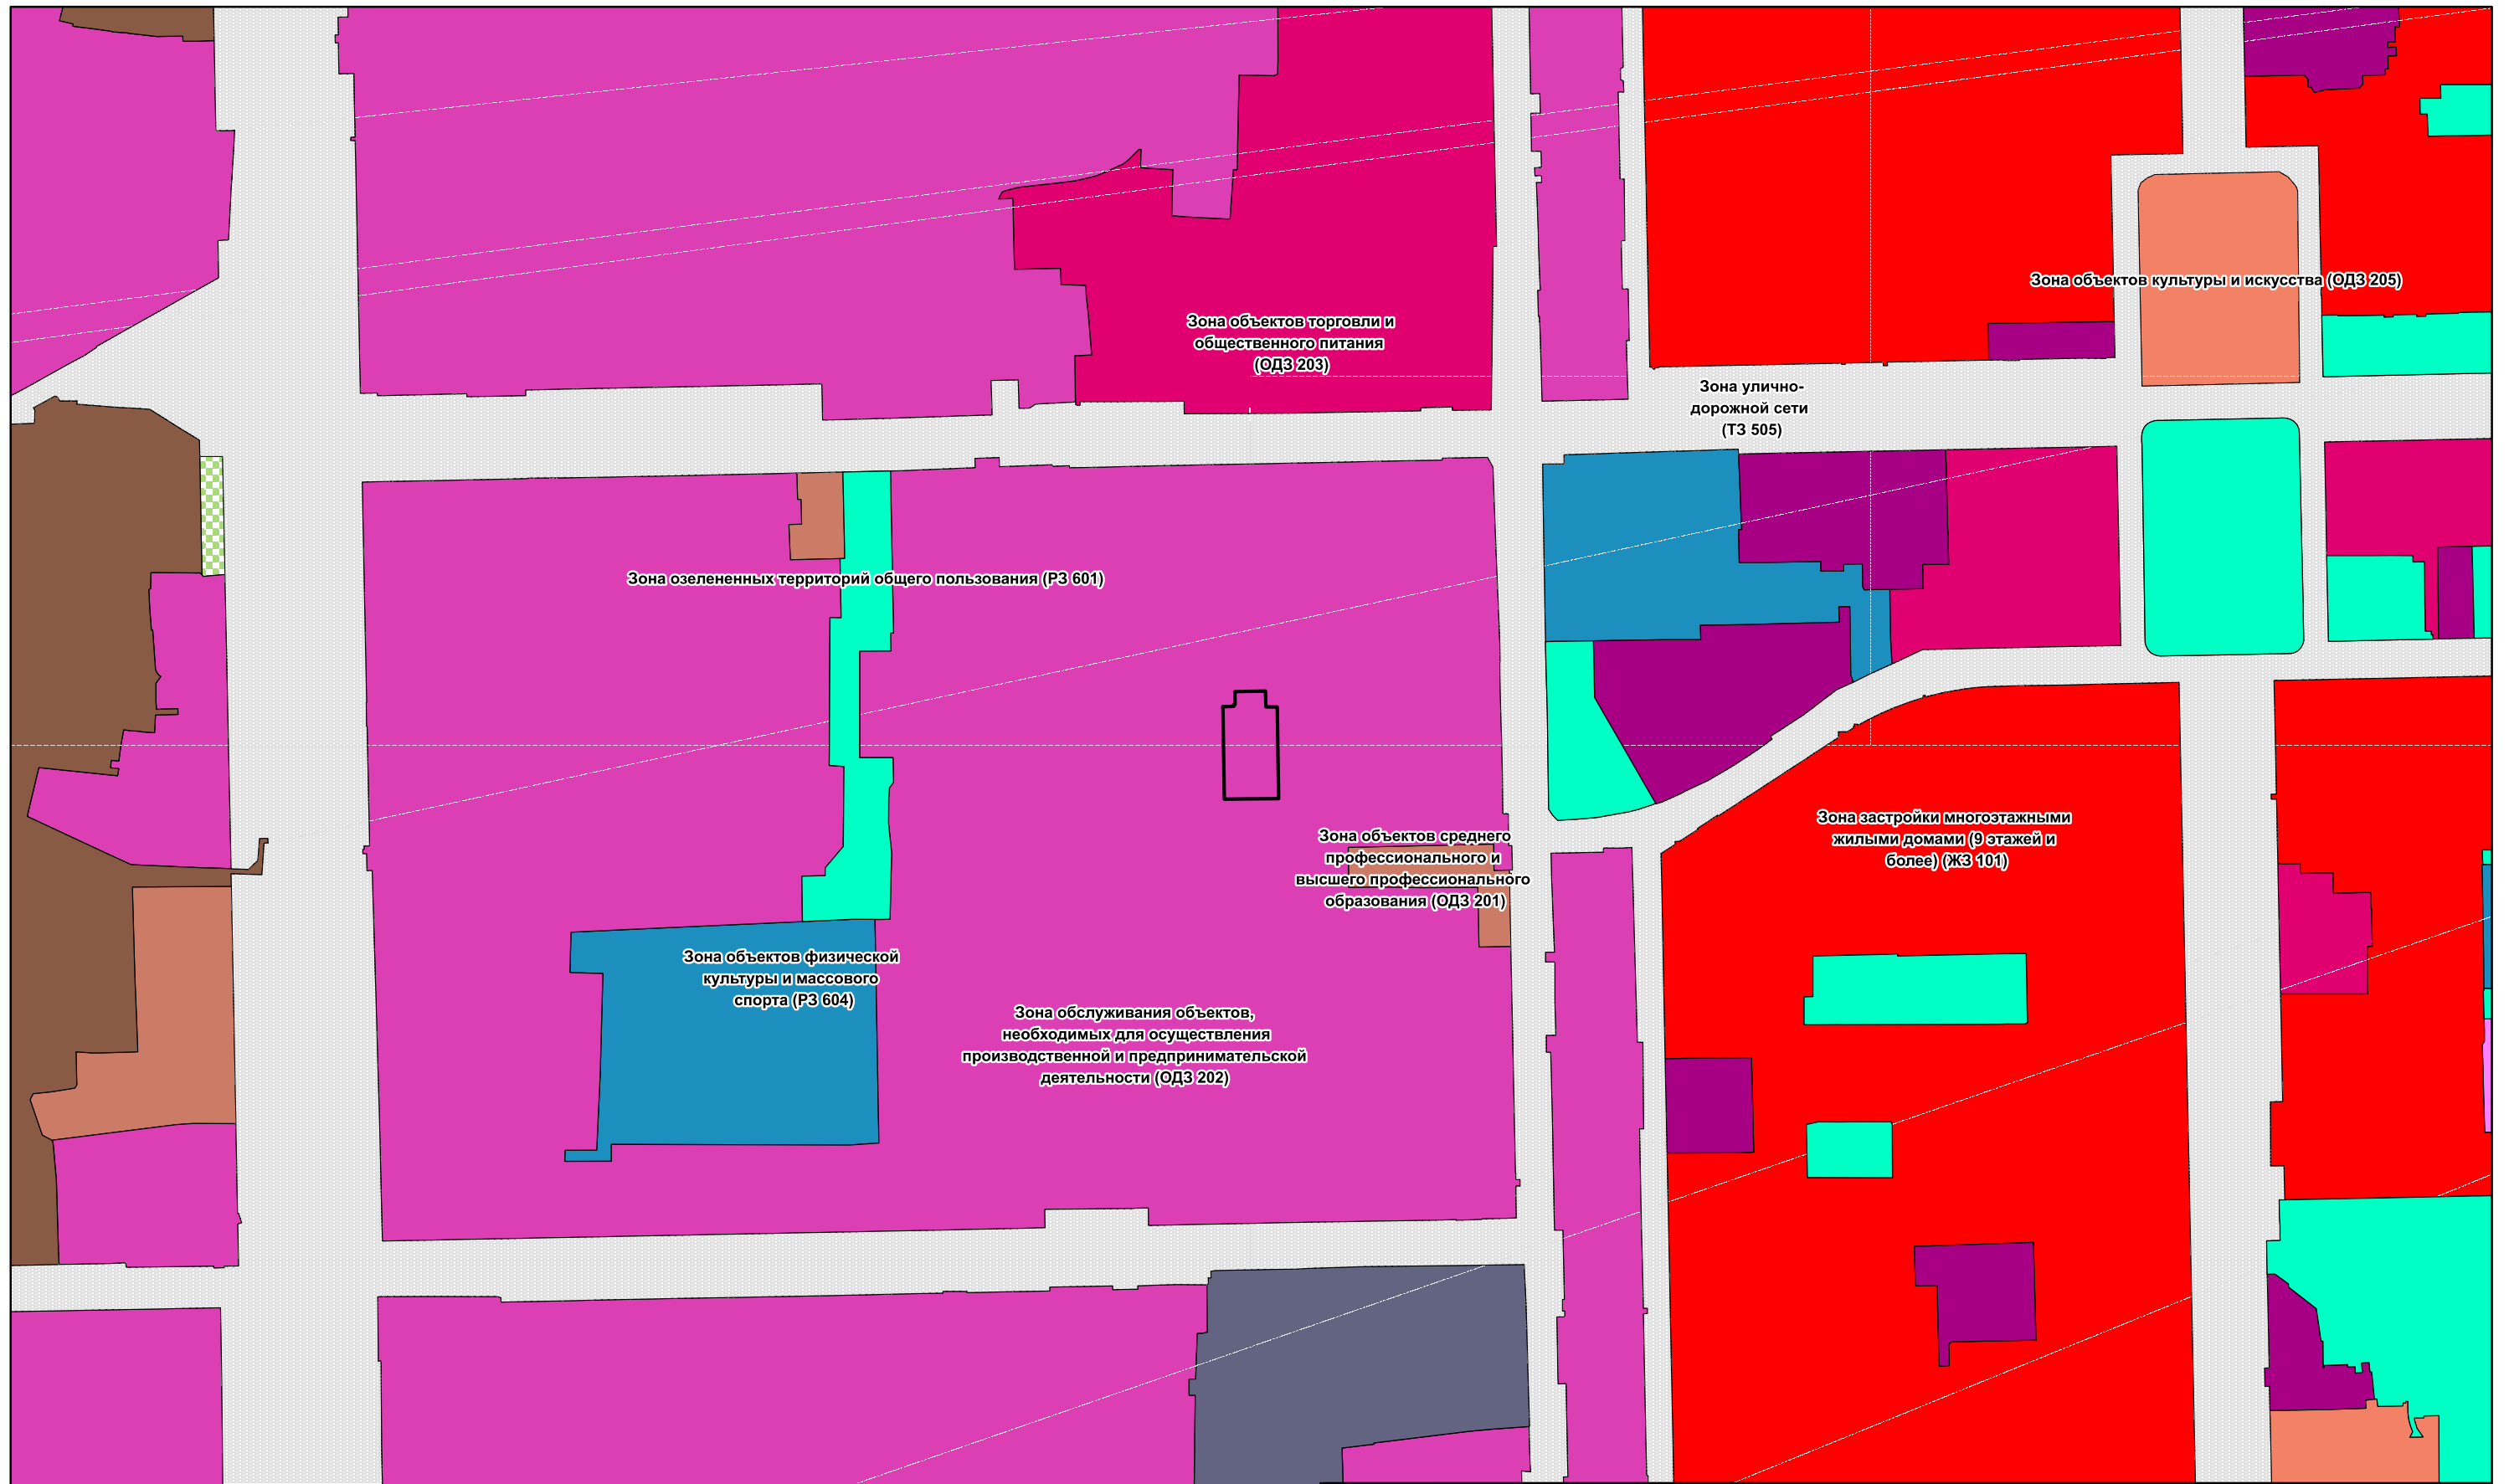 Зона объектов культуры и искусства (ОДЗ 205)
Зона объектов торговли и
общественного питания
(ОДЗ 203)
Зона улично-
дорожной сети
(ТЗ 505)
Зона озелененных территорий общего пользования (РЗ 601)
Зона застройки многоэтажными
жилыми домами (9 этажей и
более) (ЖЗ 101)
Зона объектов среднего
профессионального и
высшего профессионального
образования (ОДЗ 201)
Зона объектов физической
культуры и массового
спорта (РЗ 604)
Зона обслуживания объектов,
необходимых для осуществления
производственной и предпринимательской
деятельности (ОДЗ 202)